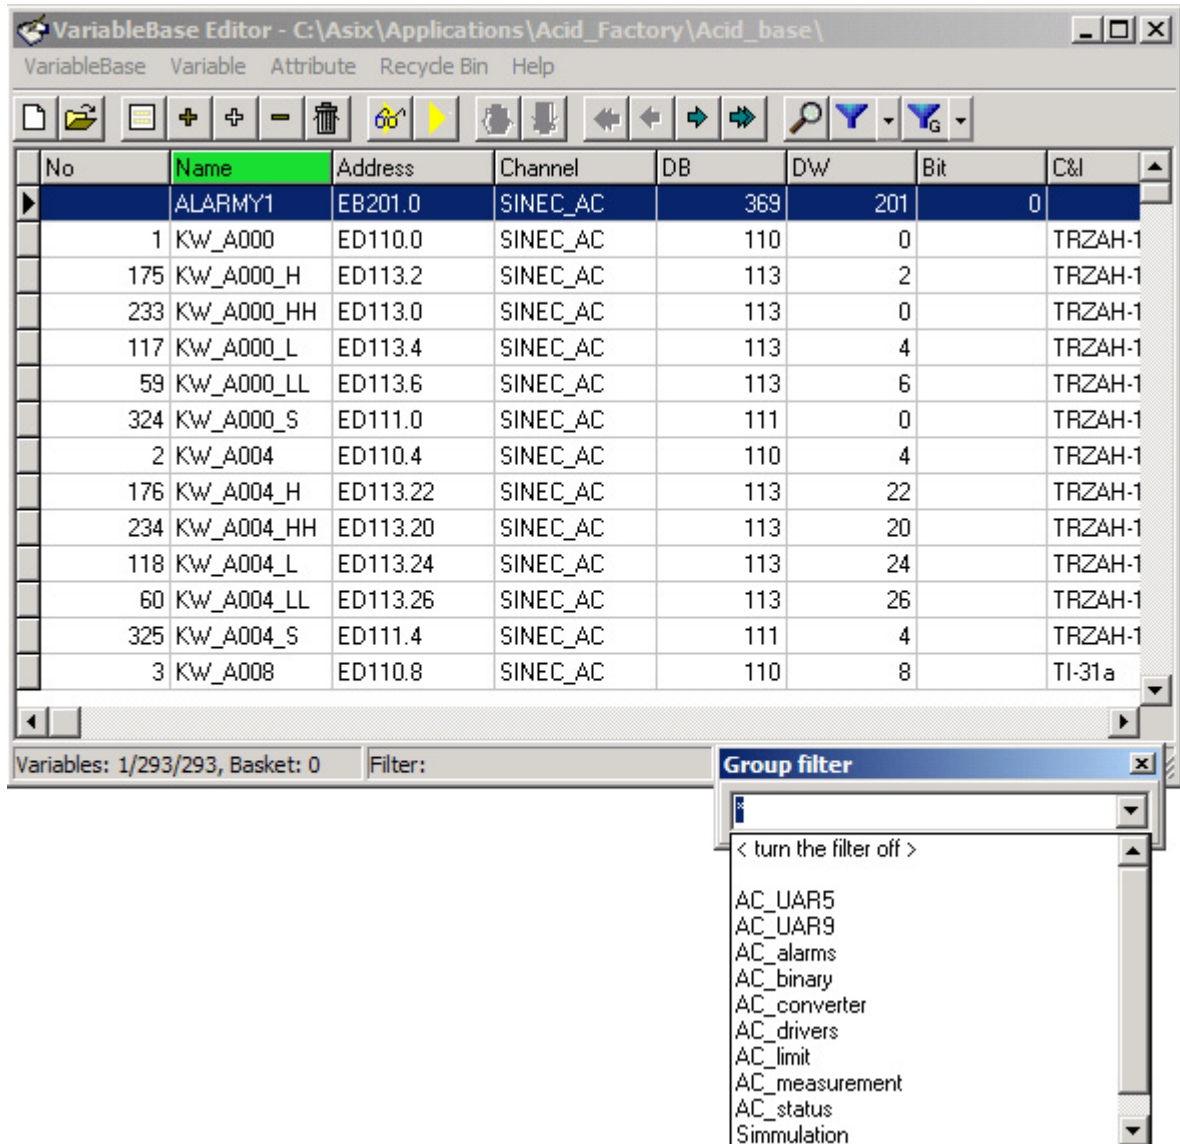 VariableBase Editor - C:\Asix\Applications\Acid_Factory\Acid_base\
VariableBase Variable Attribute Recycle Bin Help
G
No Name Address Channel DB DW Bit C&I
ALARMY1 EB201.0 SINEC_AC 369 201 0
1 KW_A000 ED110.0 SINEC_AC 110 0 TRZAH-1
175 KW_A000_H ED113.2 SINEC_AC 113 2 TRZAH-1
233 KW_A000_HH ED113.0 SINEC_AC 113 0 TRZAH-1
117 KW_A000_L ED113.4 SINEC_AC 113 4 TRZAH-1
59 KW_A000_LL ED113.6 SINEC_AC 113 6 TRZAH-1
324 KW_A000_S ED111.0 SINEC_AC 111 0 TRZAH-1
2 KW_A004 ED110.4 SINEC_AC 110 4 TRZAH-1
176 KW_A004_H ED113.22 SINEC_AC 113 22 TRZAH-1
234 KW_A004_HH ED113.20 SINEC_AC 113 20 TRZAH-1
118 KW_A004_L ED113.24 SINEC_AC 113 24 TRZAH-1
60 KW_A004_LL ED113.26 SINEC_AC 113 26 TRZAH-1
325 KW_A004_S ED111.4 SINEC_AC 111 4 TRZAH-1
3 KW_A008 ED110.8 SINEC_AC 110 8 TI-31a
Variables: 1/293/293, Basket: 0 Filter:
Group filter
*
< turn the filter off >
AC_UAR5
AC_UAR9
AC_alarms
AC_binary
AC_converter
AC_drivers
AC_limit
AC_measurement
AC_status
Simmulation